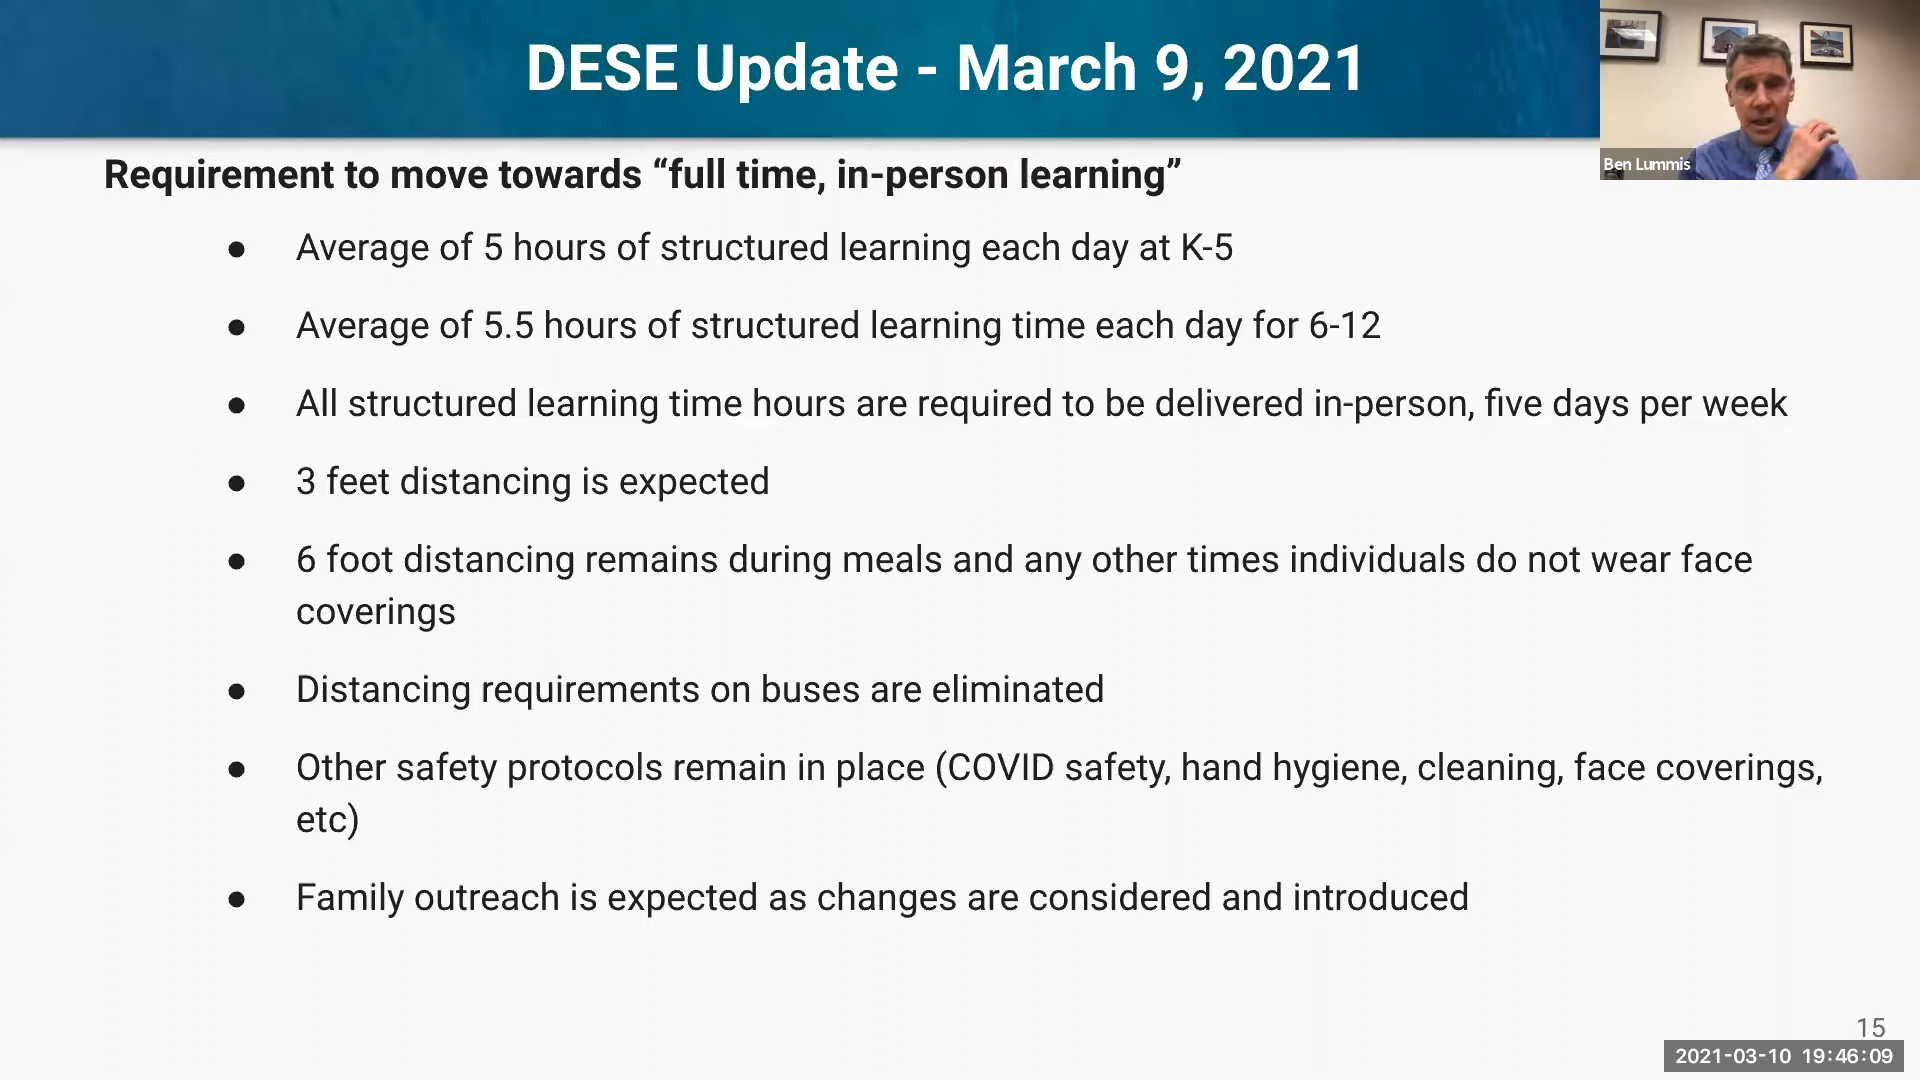 DESE Update - March 9, 2021
Ben Lummis
Requirement to move towards “full time, in-person learning”
● Average of 5 hours of structured learning each day at K-5
● Average of 5.5 hours of structured learning time each day for 6-12
● All structured learning time hours are required to be delivered in-person, five days per week
● 3 feet distancing is expected
● 6 foot distancing remains during meals and any other times individuals do not wear face
coverings
● Distancing requirements on buses are eliminated
● Other safety protocols remain in place (COVID safety, hand hygiene, cleaning, face coverings,
etc)
● Family outreach is expected as changes are considered and introduced
15
2021-03-10 19:46:09